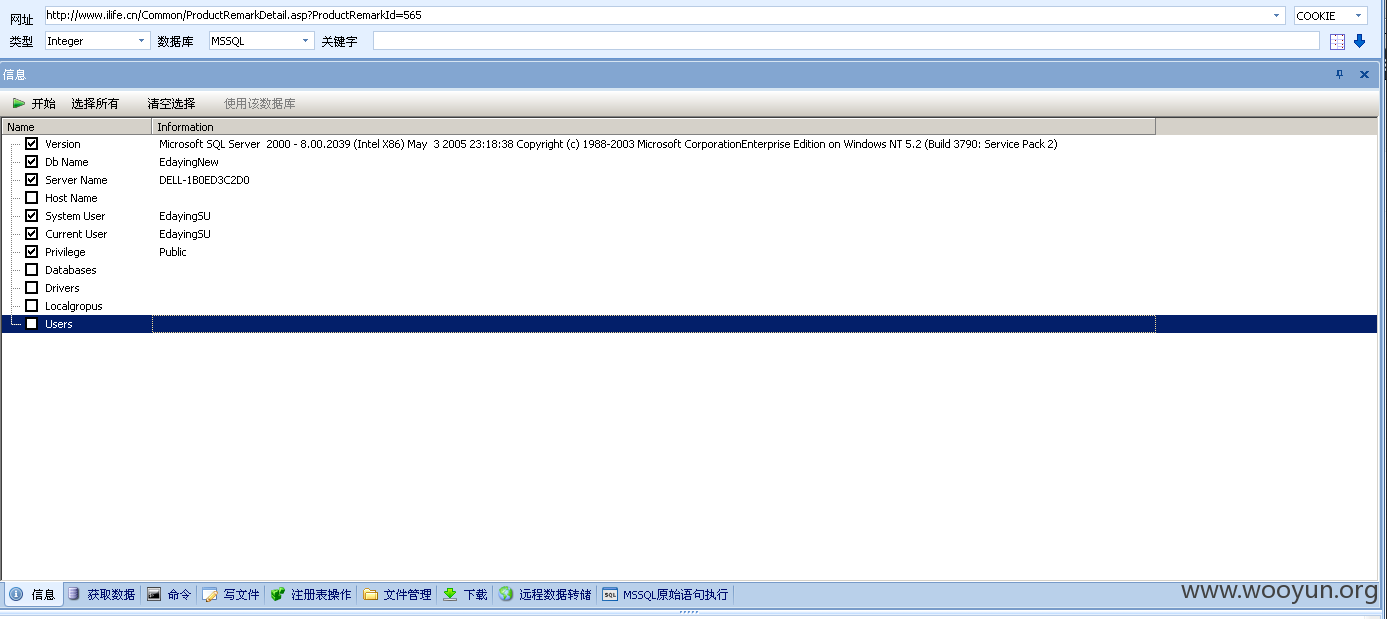 网址 http://www.ilife.cn/Common/ProductRemarkDetail.asp?ProductRemarkId=565 COOKIE
类型 Integer 数据库 MSSQL 关键字
信息
开始 选择所有 清空选择 使用该数据库
Name Information
Version Microsoft SQL Server 2000 - 8.00.2039 (Intel X86) May 3 2005 23:18:38 Copyright (c) 1988-2003 Microsoft CorporationEnterprise Edition on Windows NT 5.2 (Build 3790: Service Pack 2)
Db Name EdayingNew
Server Name DELL-1B0ED3C2D0
Host Name
System User EdayingSU
Current User EdayingSU
Privilege Public
Databases
Drivers
Localgropus
Users
信息 获取数据 命令 写文件 注册表操作 文件管理 下载 远程数据转储 SQL MSSQL原始语句执行
www.wooyun.org